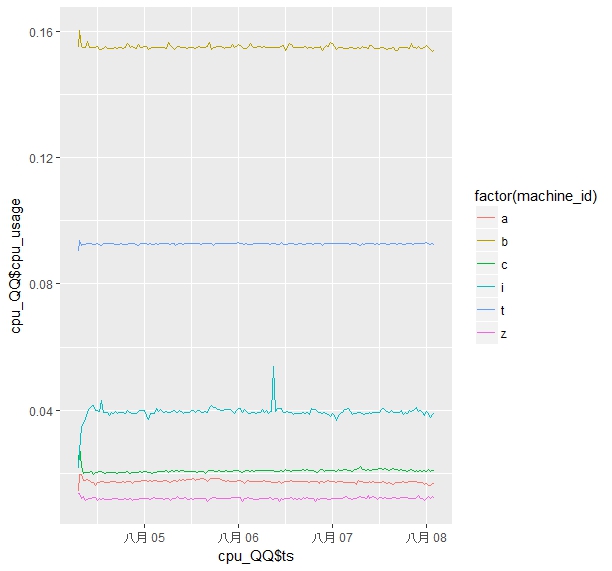 0.16
0.12
0.08
0.04
cpu_QQ$cpu_usage
八月 05
八月 06
八月 07
八月 08
cpu_QQ$ts
factor(machine_id)
a
b
c
i
t
z